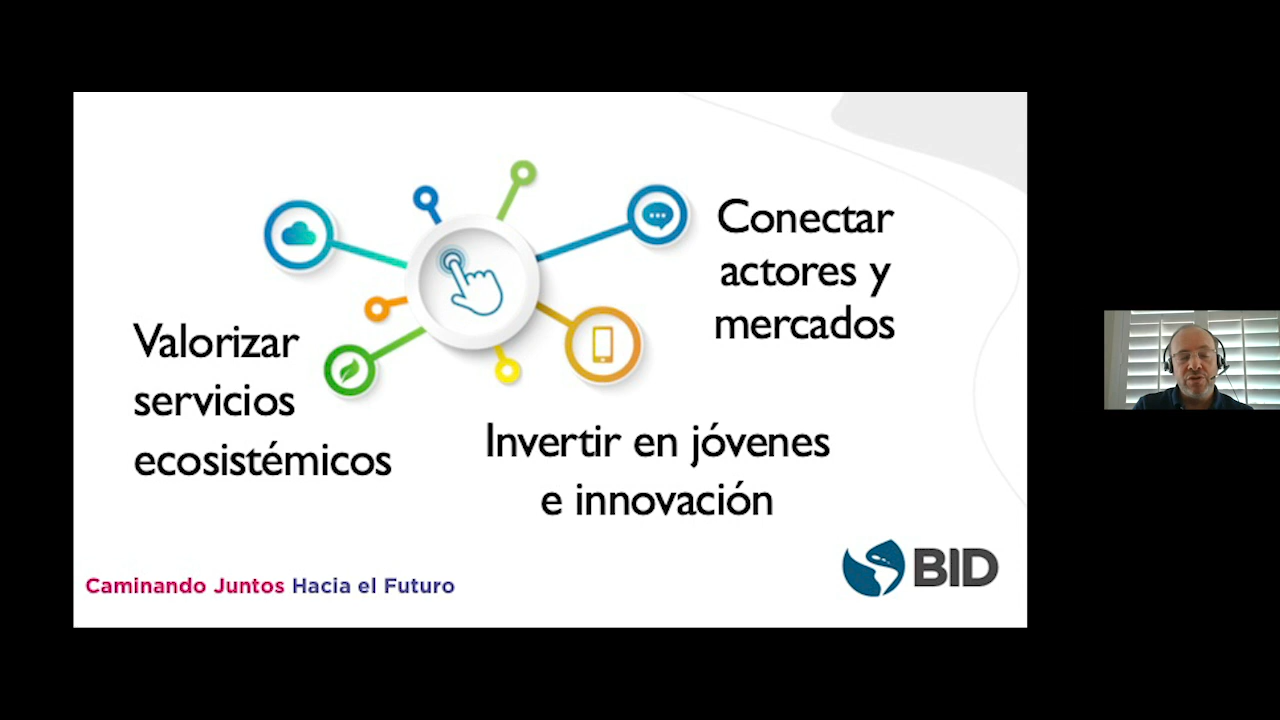 Conectar
actores y
mercados
Valorizar
servicios
ecosistémicos
Invertir en jóvenes
e innovación
Caminando Juntos Hacia el Futuro
BID